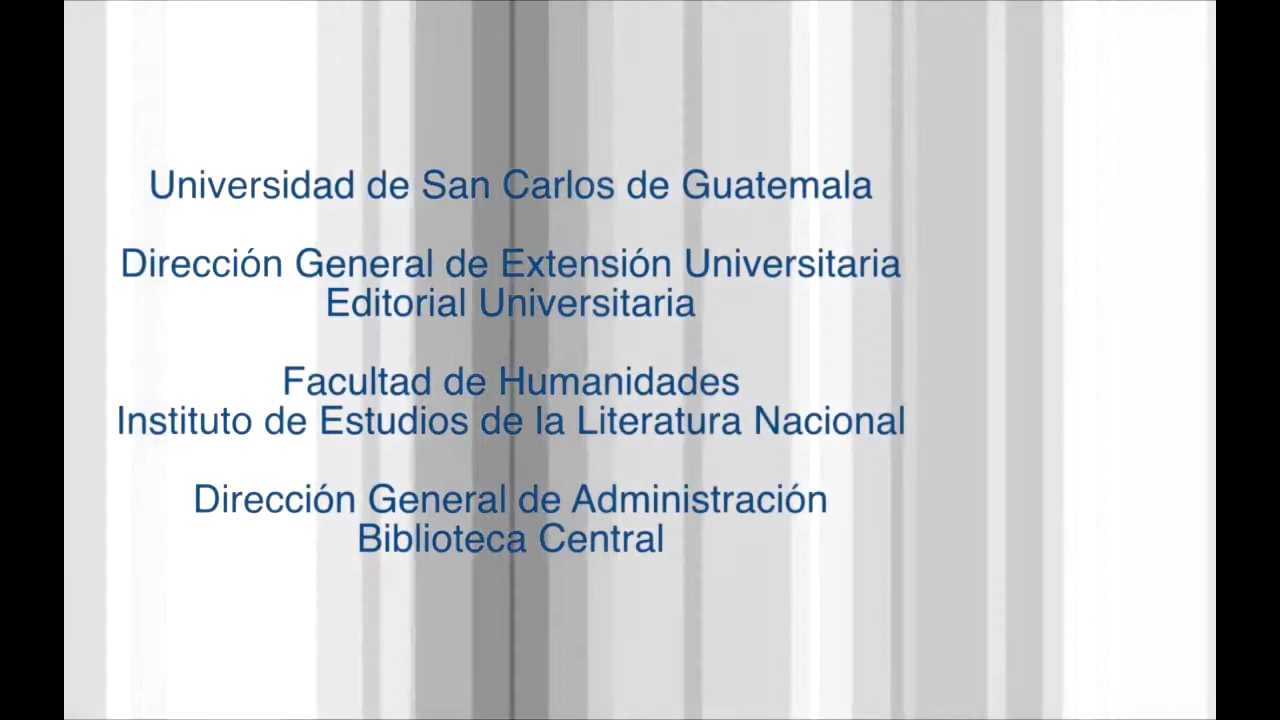 Universidad de San Carlos de Guatemala
Dirección General de Extensión Universitaria
Editorial Universitaria
Facultad de Humanidades
Instituto de Estudios de la Literatura Nacional
Dirección General de Administración
Biblioteca Central